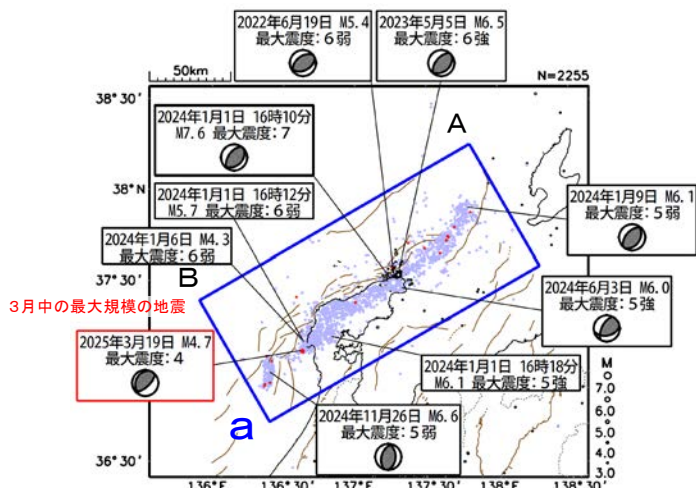 2022年6月19日 M5.4
最大震度：６弱
2023年5月5日 M6.5
最大震度：６強
50km
N=2255
38°30′
2024年1月1日 16時10分
M7.6 最大震度：７
A
2024年1月1日 16時12分
M5.7 最大震度：６弱
38°N
2024年1月9日 M6.1
最大震度：５弱
2024年1月6日 M4.3
最大震度：６弱
B
37°30′
３月中の最大規模の地震
2024年6月3日 M6.0
最大震度：５強
2025年3月19日 M4.7
最大震度：４
2024年1月1日 16時18分
M6.1 最大震度：５強
M
7.0
6.0
5.0
4.0
3.0
37°N
a
2024年11月26日 M6.6
最大震度：５弱
36°30′
136°E
136°30′
137°E
137°30′
138°E
138°30′